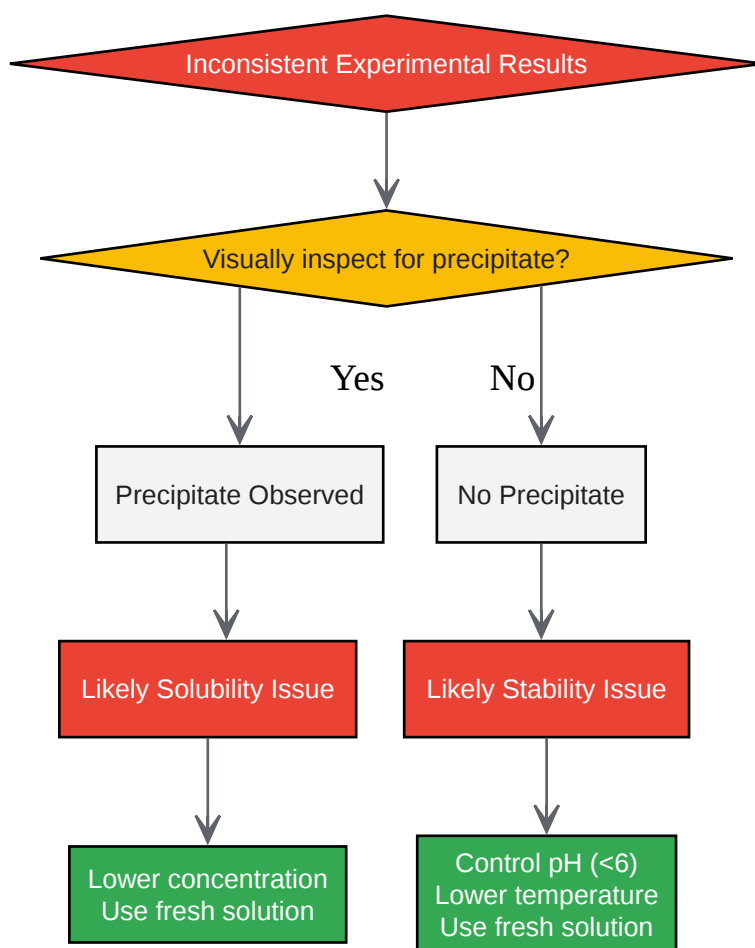 Inconsistent Experimental Results
Visually inspect for precipitate?
Yes
No
Precipitate Observed
No Precipitate
Likely Solubility Issue
Likely Stability Issue
Lower concentration
Use fresh solution
Control pH (<6)
Lower temperature
Use fresh solution